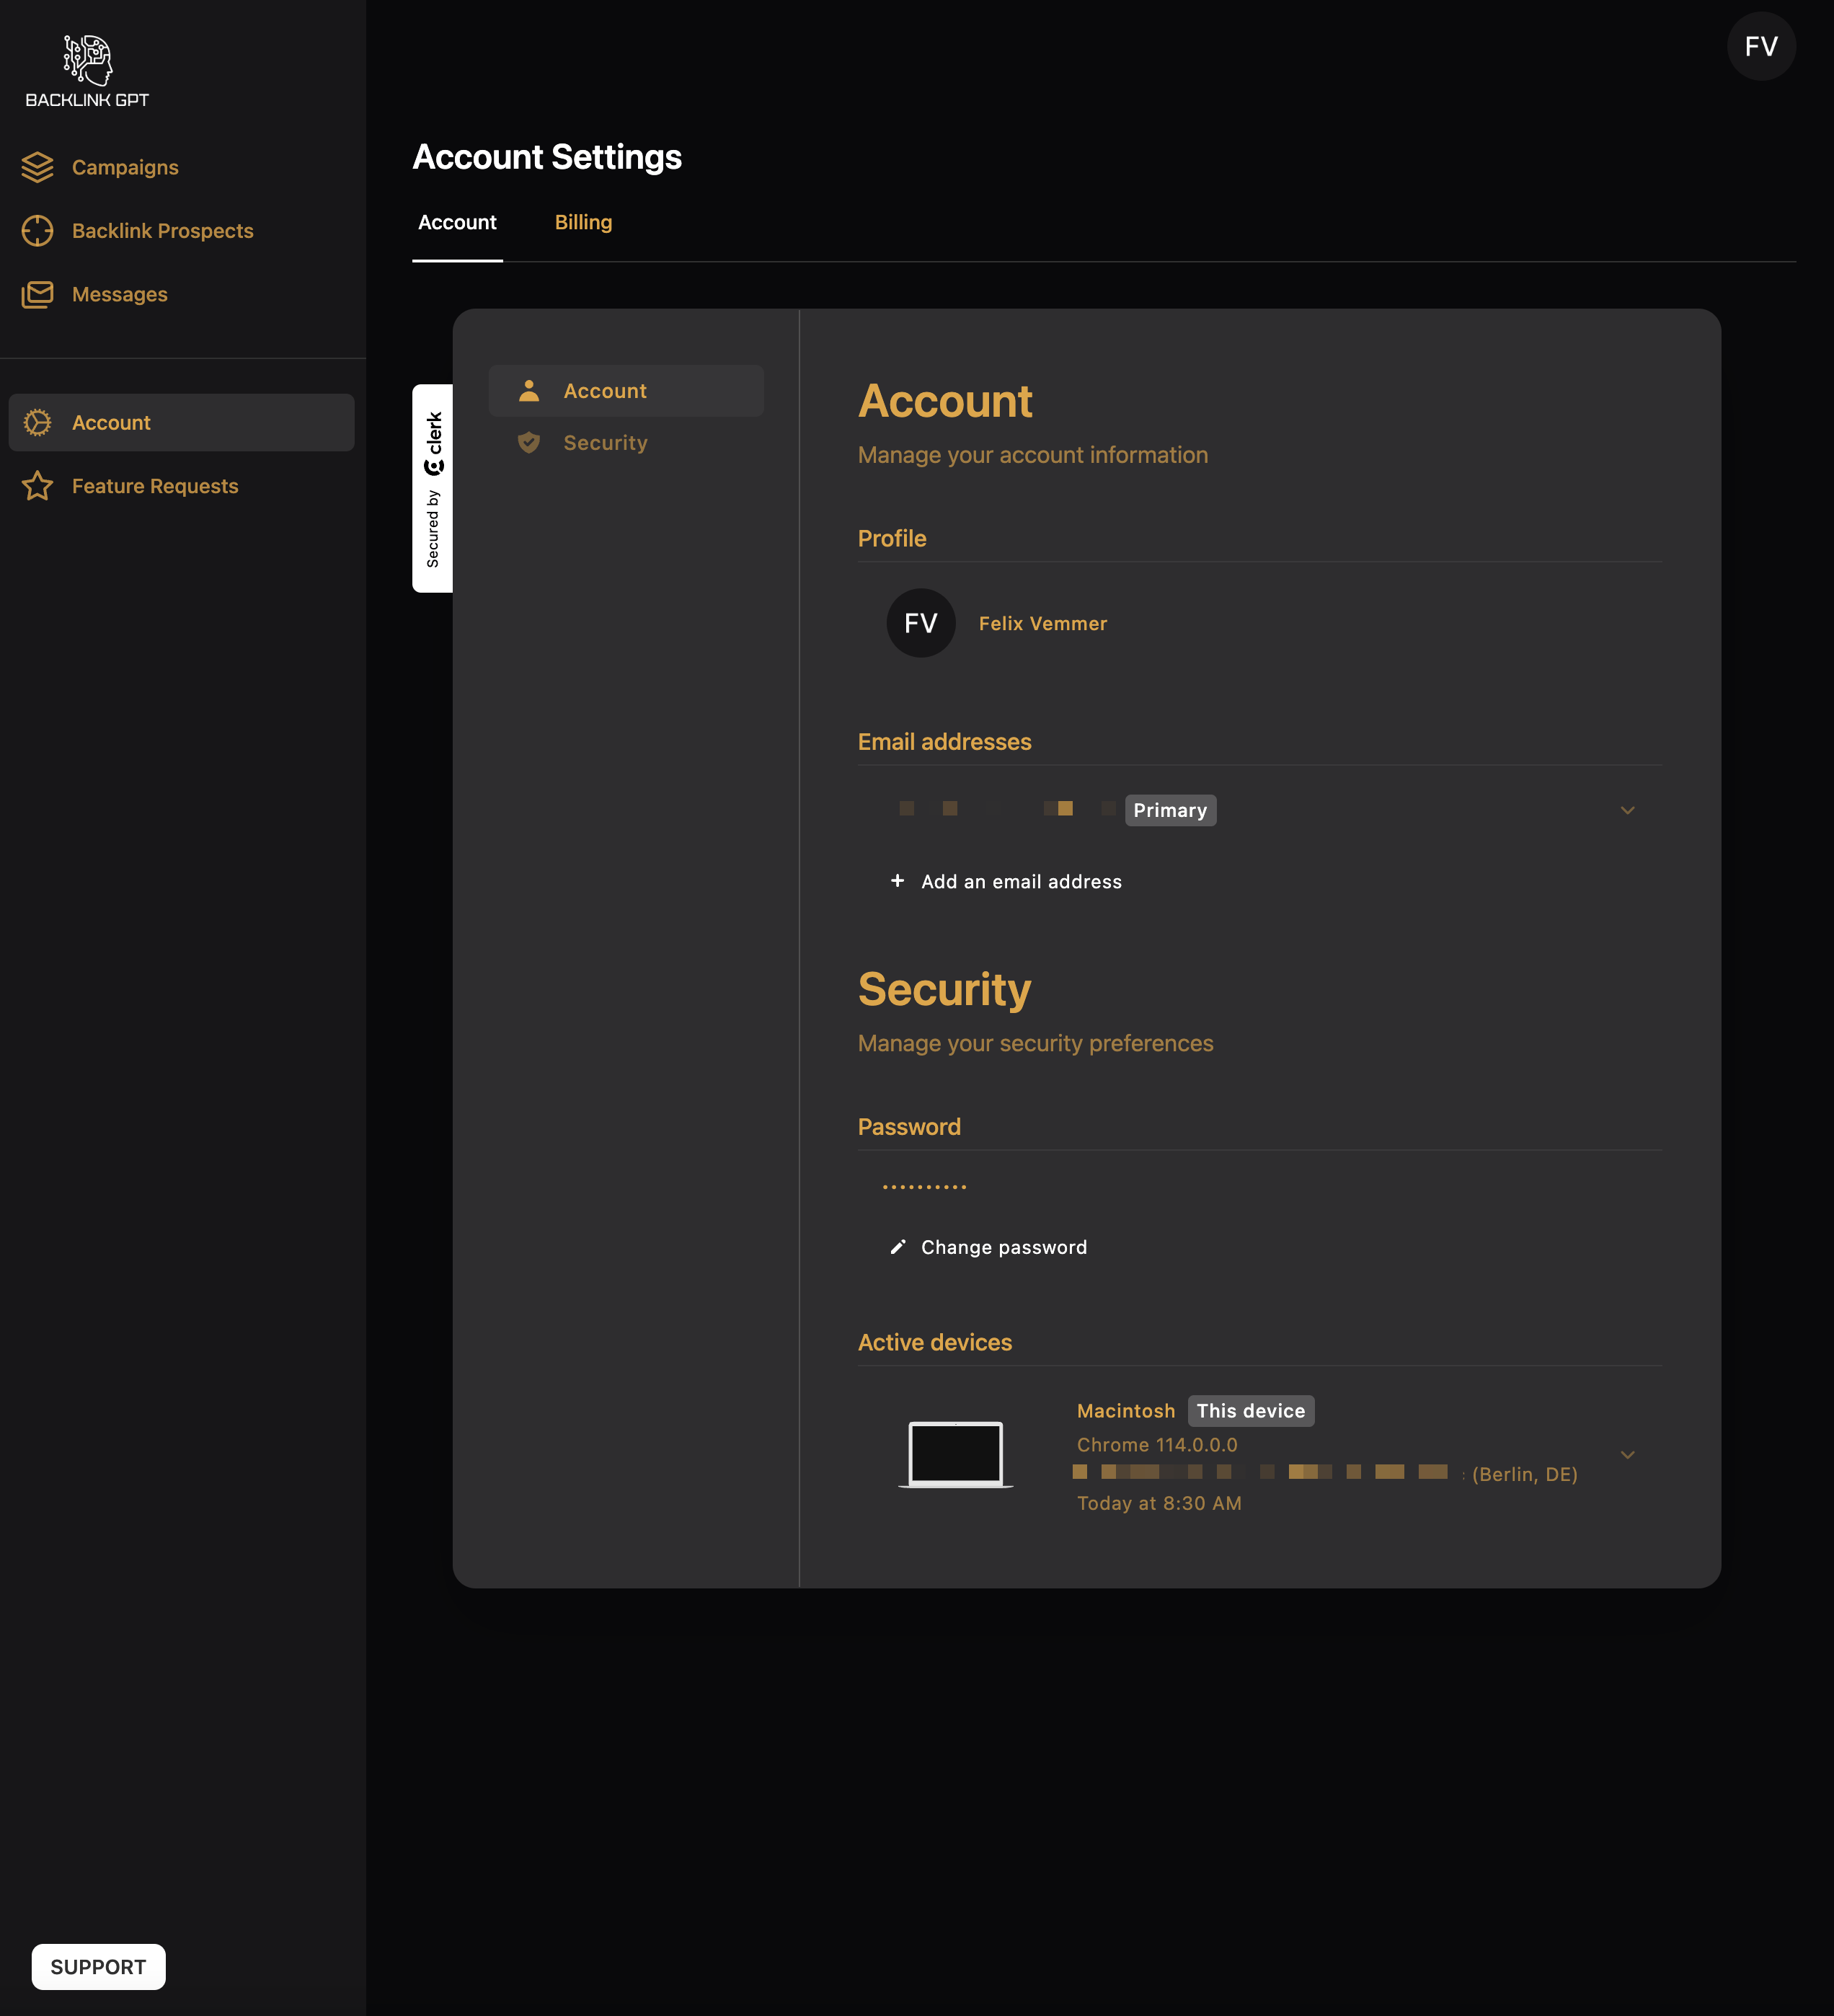 BACKLINK GPT
Campaigns
Backlink Prospects
Messages
Account
Feature Requests
SUPPORT
FV
Account Settings
Account
Billing
Secured by clerk
Account
Security
Account
Manage your account information
Profile
FV
Felix Vemmer
Email addresses
Primary
+ Add an email address
Security
Manage your security preferences
Password
••••••••••
Change password
Active devices
Macintosh This device
Chrome 114.0.0.0
(Berlin, DE)
Today at 8:30 AM